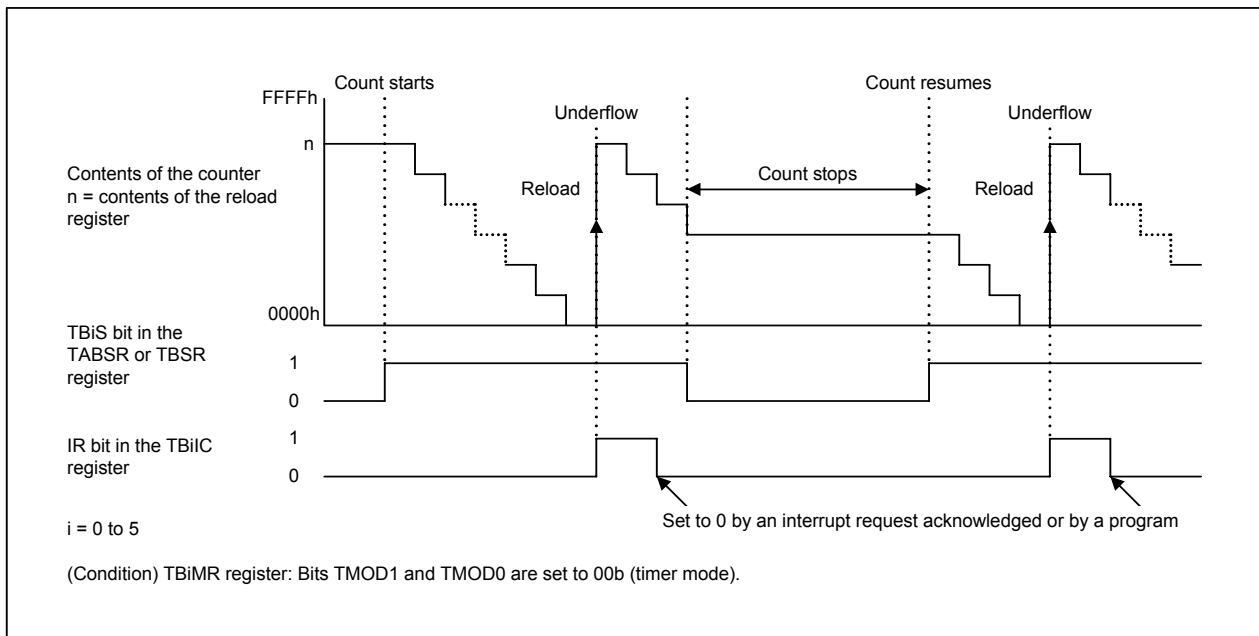 Count starts
Count resumes
FFFFh
Underflow
Underflow
n
Contents of the counter
n = contents of the reload
register
Reload
Count stops
Reload
0000h
TBiS bit in the
TABSR or TBSR
register
1
0
IR bit in the TBiIC
register
1
0
Set to 0 by an interrupt request acknowledged or by a program
i = 0 to 5
(Condition) TBiMR register: Bits TMOD1 and TMOD0 are set to 00b (timer mode).